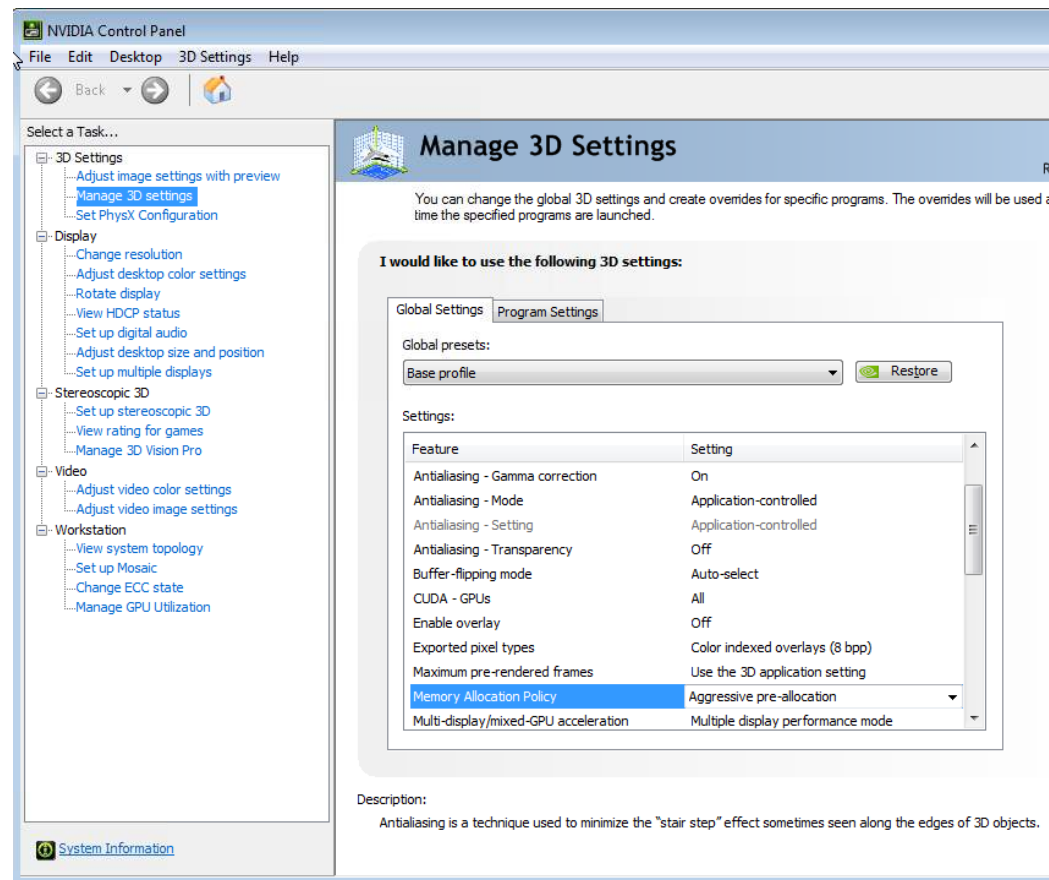 NVIDIA Control Panel
File Edit Desktop 3D Settings Help
Back
Select a Task...
3D Settings
Adjust image settings with preview
Manage 3D settings
Set PhysX Configuration
Display
Change resolution
Adjust desktop color settings
Rotate display
View HDCP status
Set up digital audio
Adjust desktop size and position
Set up multiple displays
Stereoscopic 3D
Set up stereoscopic 3D
View rating for games
Manage 3D Vision Pro
Video
Adjust video color settings
Adjust video image settings
Workstation
View system topology
Set up Mosaic
Change ECC state
Manage GPU Utilization
System Information
Manage 3D Settings
R
You can change the global 3D settings and create overrides for specific programs. The overrides will be used a
time the specified programs are launched.
I would like to use the following 3D settings:
Global Settings Program Settings
Global presets:
Base profile Restore
Settings:
Feature Setting
Antialiasing - Gamma correction On
Antialiasing - Mode Application-controlled
Antialiasing - Setting Application-controlled
Antialiasing - Transparency Off
Buffer-flipping mode Auto-select
CUDA - GPUs All
Enable overlay Off
Exported pixel types Color indexed overlays (8 bpp)
Maximum pre-rendered frames Use the 3D application setting
Memory Allocation Policy Aggressive pre-allocation
Multi-display/mixed-GPU acceleration Multiple display performance mode
Description:
Antialiasing is a technique used to minimize the "stair step" effect sometimes seen along the edges of 3D objects.